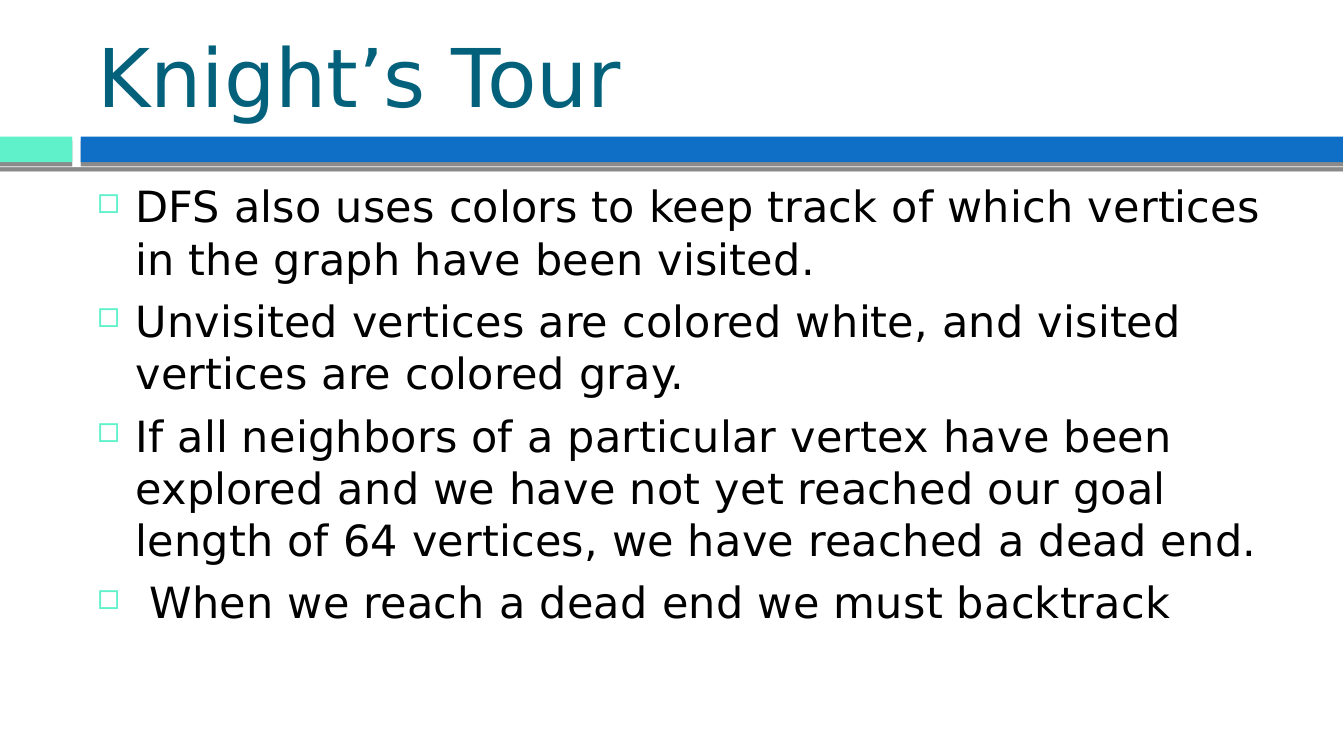 Knight’s Tour
DFS also uses colors to keep track of which vertices
in the graph have been visited.
Unvisited vertices are colored white, and visited
vertices are colored gray.
If all neighbors of a particular vertex have been
explored and we have not yet reached our goal
length of 64 vertices, we have reached a dead end.
When we reach a dead end we must backtrack